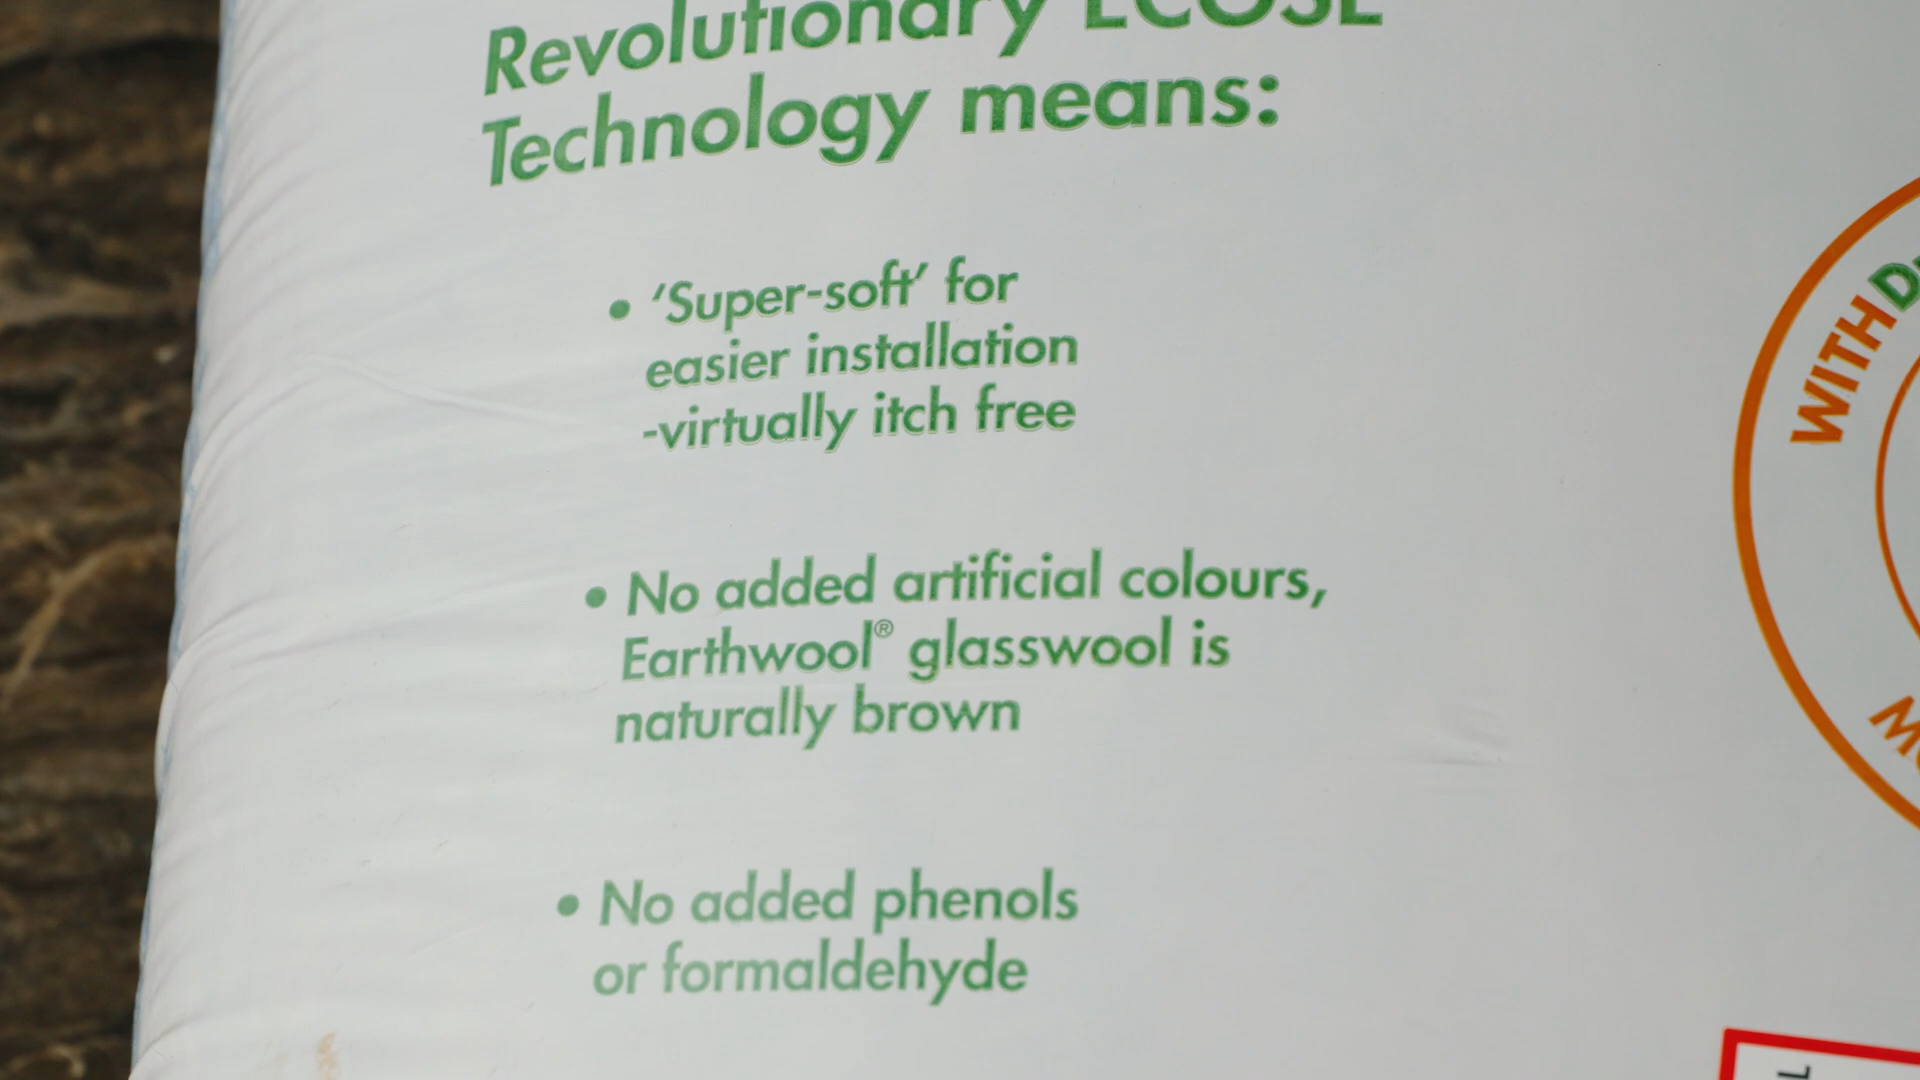 Revolutionary ECOSE
Technology means:
• ‘Super-soft’ for
easier installation
-virtually itch free
• No added artificial colours,
Earthwool® glasswool is
naturally brown
• No added phenols
or formaldehyde
WITH